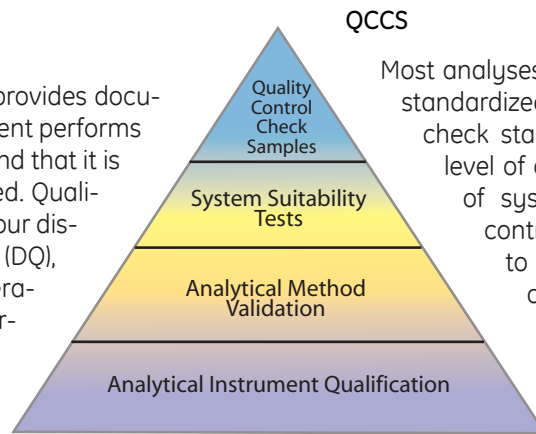 QCCS
provides docu-
ent performs
nd that it is
ed. Quali-
our dis-
(DQ),
era-
r-
Quality
Control
Check
Samples
System Suitability
Tests
Analytical Method
Validation
Analytical Instrument Qualification
Most analyses
standardized
check sta
level of
of sys
contr
to